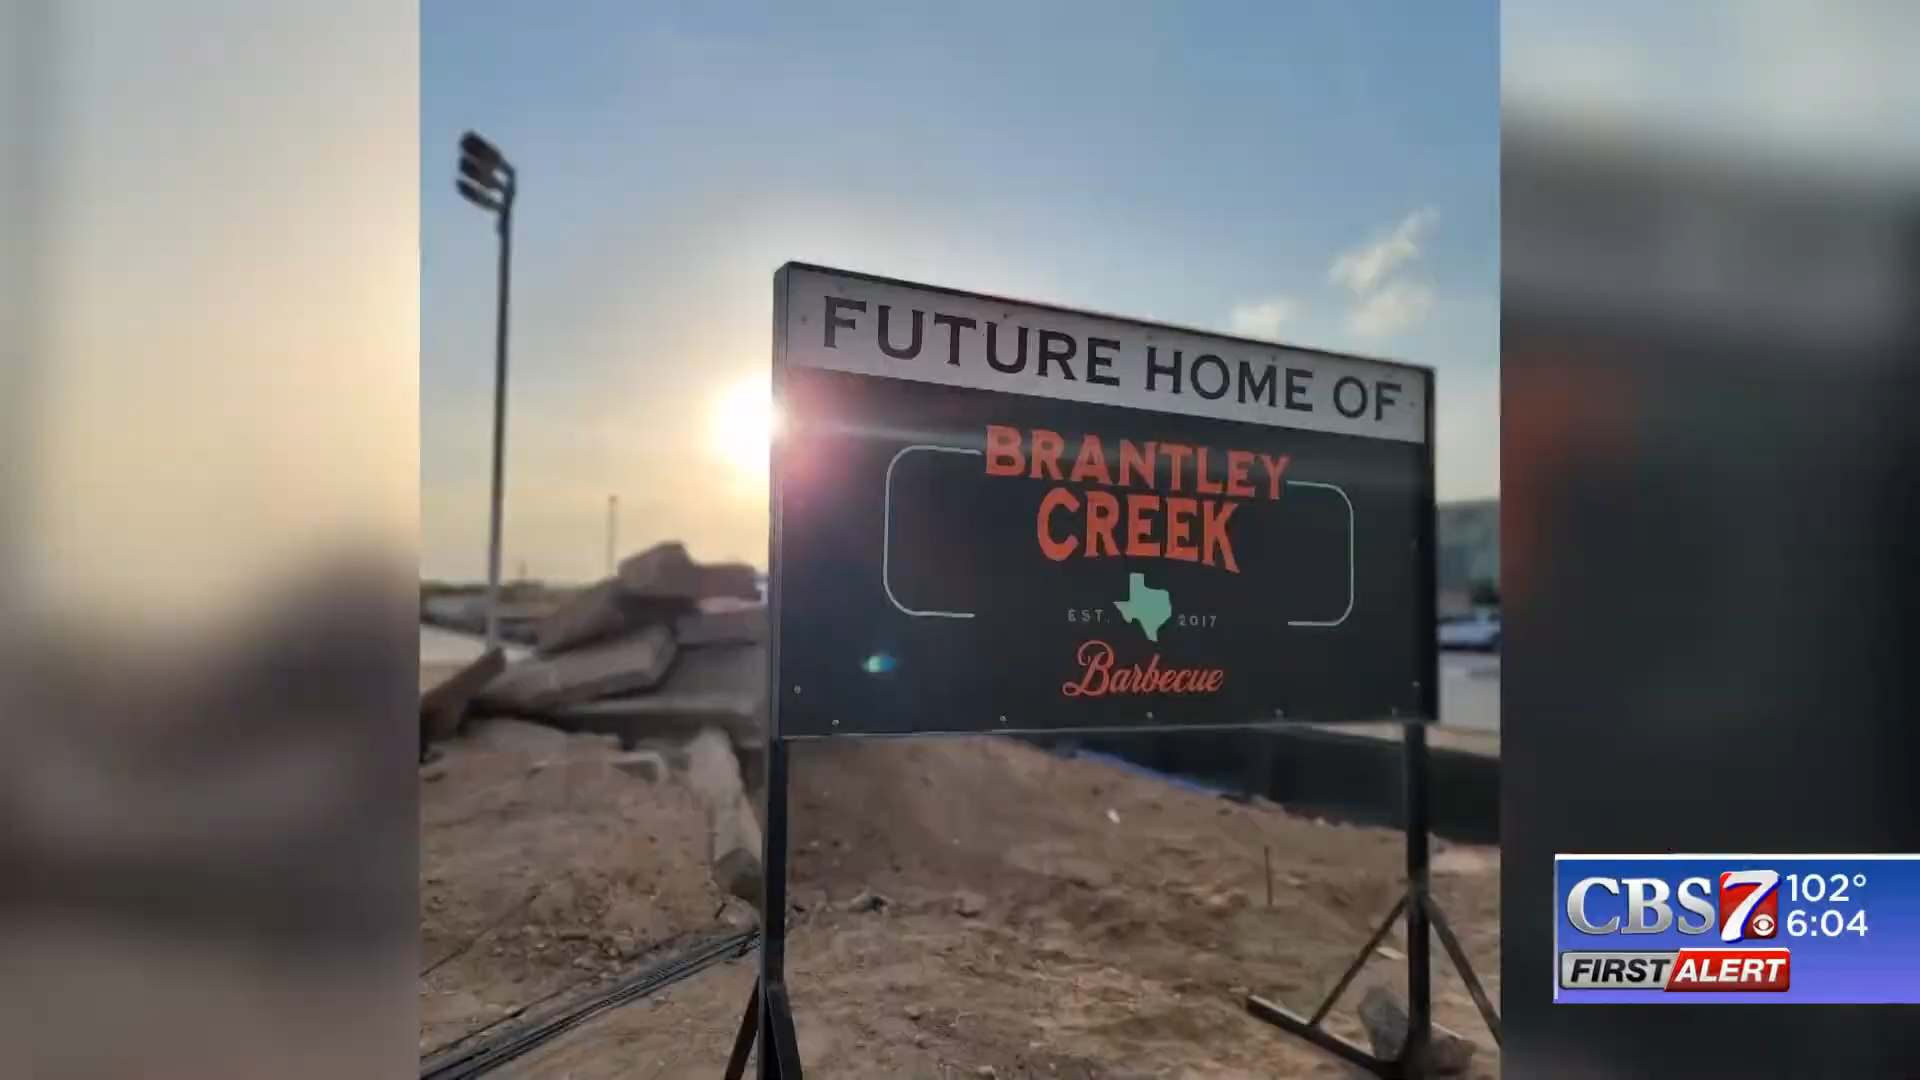 FUTURE HOME OF
BRANTLEY
CREEK
EST. 2017
Barbecue
CBS7 102°
6:04
FIRST ALERT